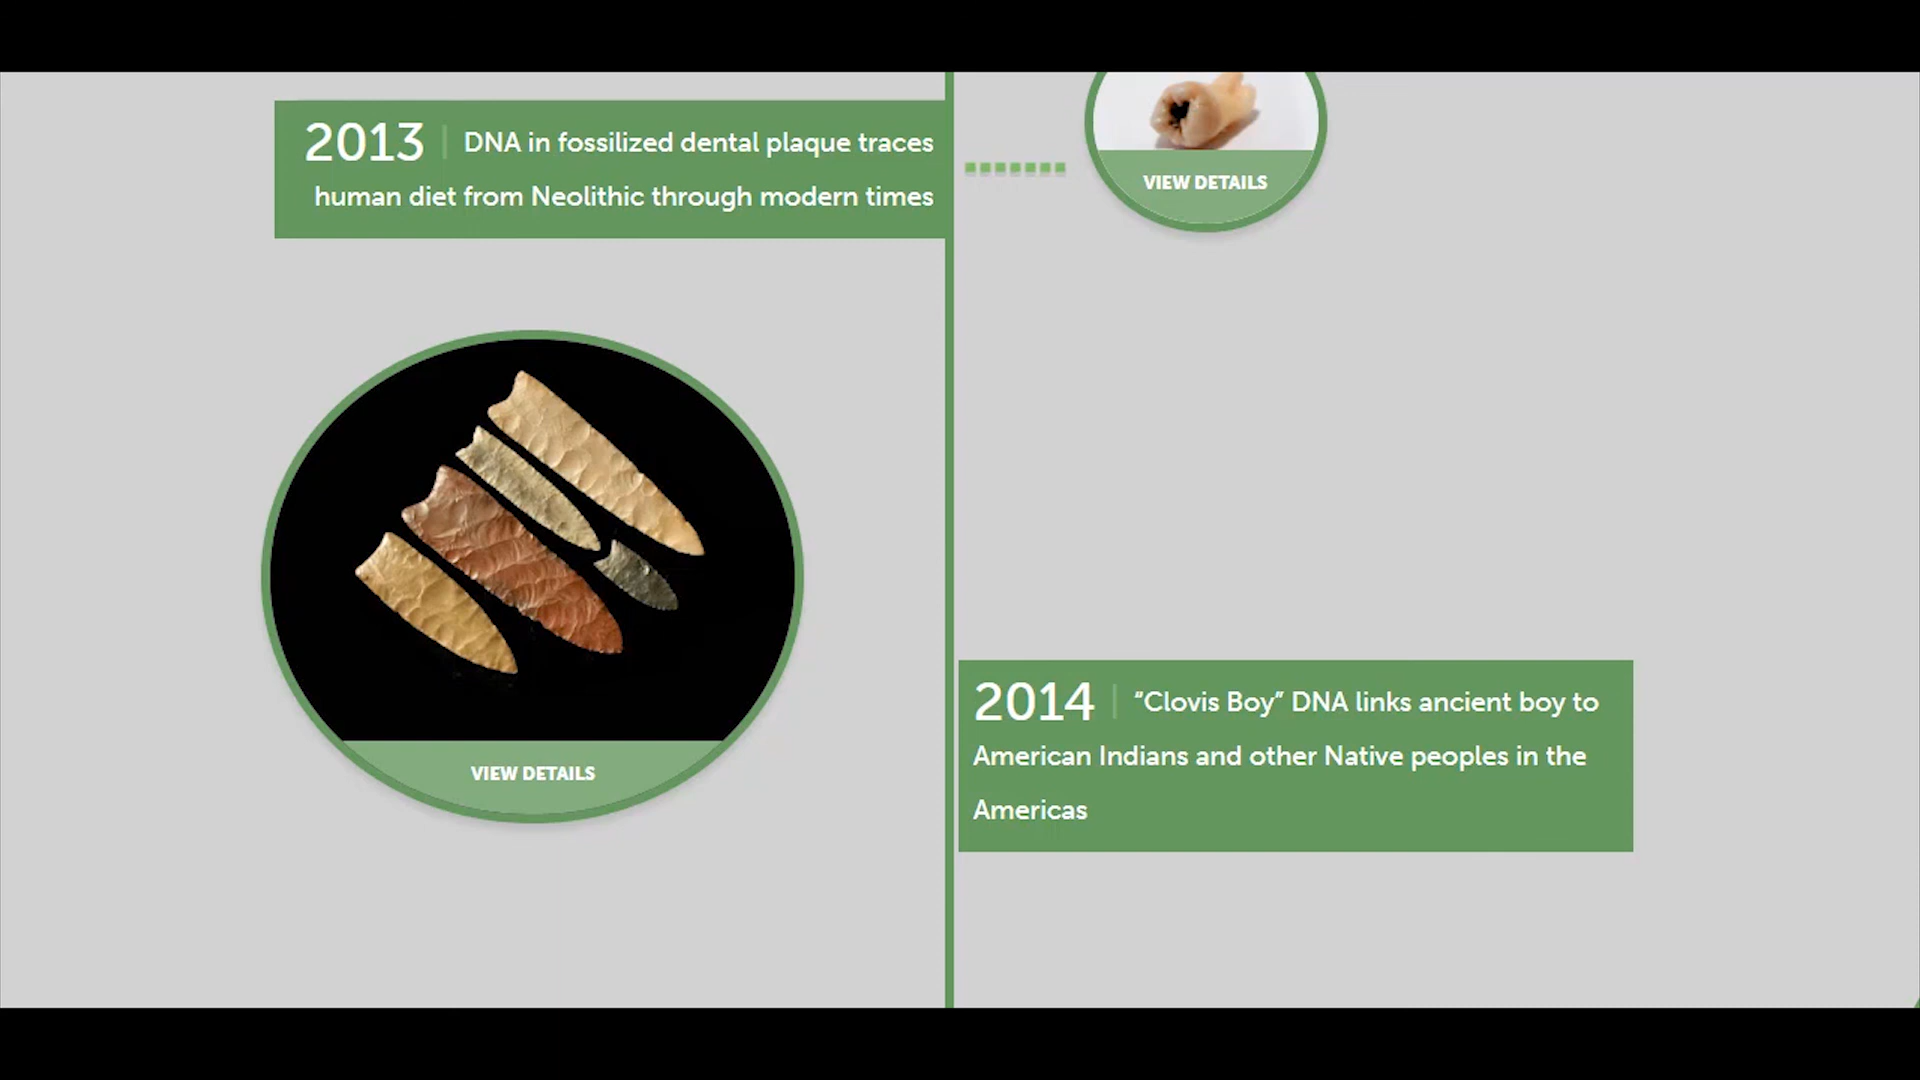 2013 | DNA in fossilized dental plaque traces
human diet from Neolithic through modern times
VIEW DETAILS
VIEW DETAILS
2014 | “Clovis Boy” DNA links ancient boy to
American Indians and other Native peoples in the
Americas